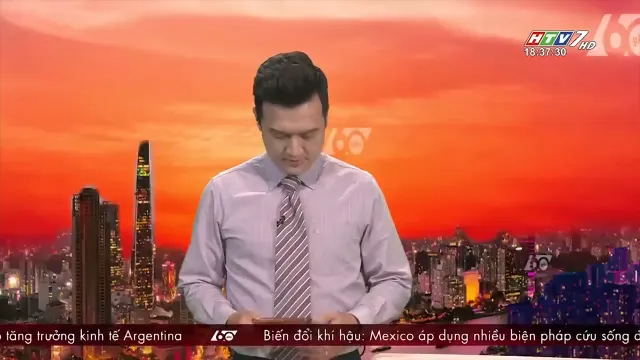 HTV7 HD
18:37:30
60
tăng trưởng kinh tế Argentina 60 Biến đổi khí hậu: Mexico áp dụng nhiều biện pháp cứu sống